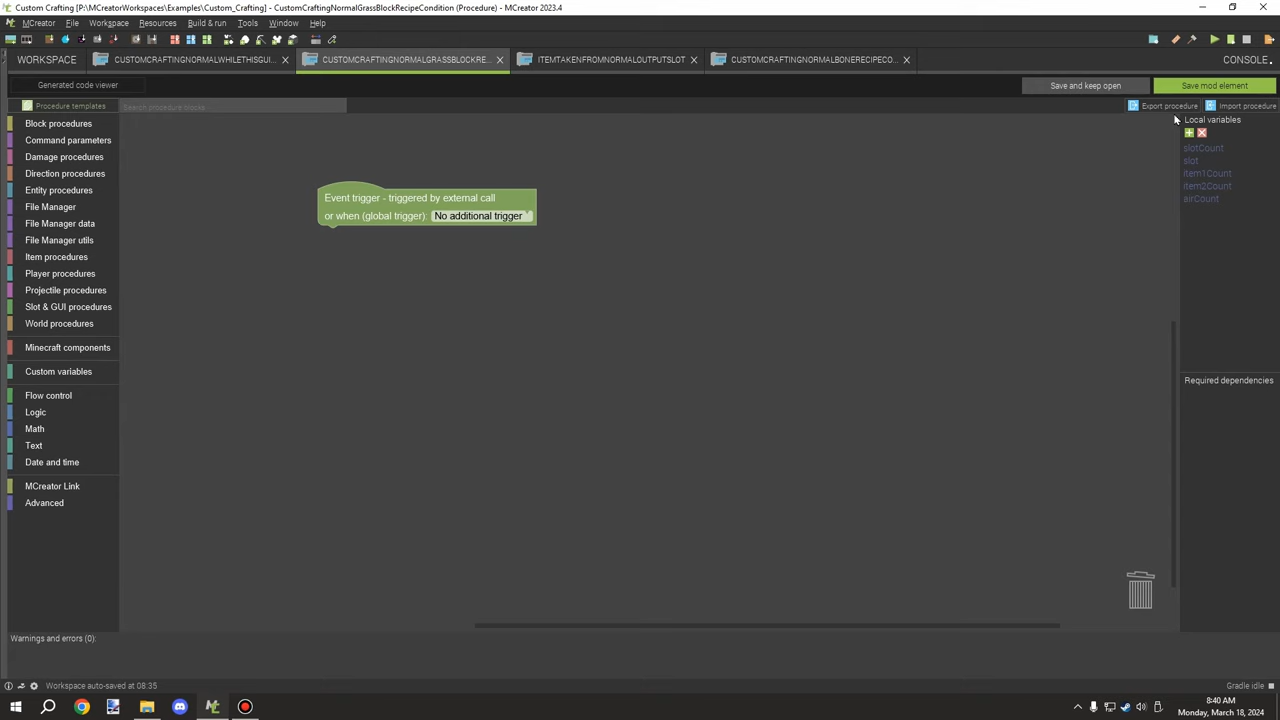 Custom Crafting [P:\MCreatorWorkspaces\Examples\Custom_Crafting] - CustomCraftingNormalGrassBlockRecipeCondition (Procedure) - MCreator 2023.4
MCreator File Workspace Resources Build & run Tools Window Help
WORKSPACE CUSTOMCRAFTINGNORMALWHILETHISGUI... CUSTOMCRAFTINGNORMALGRASSBLOCKRE... ITEMTAKENFROMNORMALOUTPUTSLOT CUSTOMCRAFTINGNORMALBONERECIPECO... CONSOLE
Generated code viewer Save and keep open Save mod element
Procedure templates Search procedure blocks... Export procedure Import procedure
Block procedures
Command parameters
Damage procedures
Direction procedures
Entity procedures
File Manager
File Manager data
File Manager utils
Item procedures
Player procedures
Projectile procedures
Slot & GUI procedures
World procedures
Minecraft components
Custom variables
Flow control
Logic
Math
Text
Date and time
MCreator Link
Advanced
Event trigger - triggered by external call
or when (global trigger): No additional trigger
Local variables
slotCount
slot
item1Count
item2Count
airCount
Required dependencies
Warnings and errors (0):
Workspace auto-saved at 08:35 Gradle idle
8:40 AM
Monday, March 18, 2024